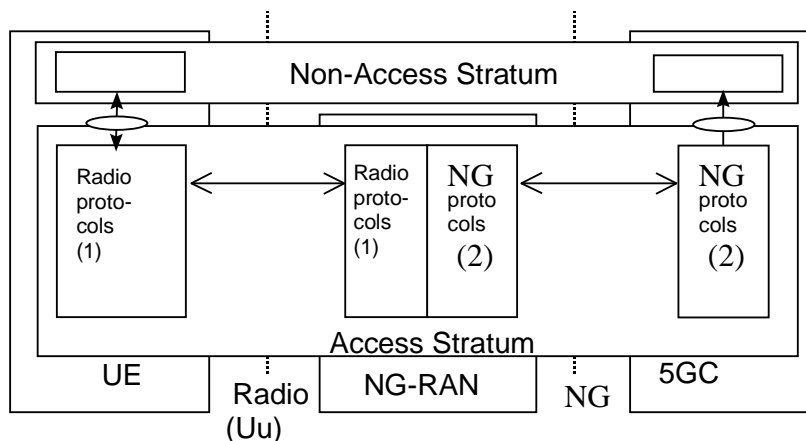 Non-Access Stratum
Radio
proto-
cols
(1)
Radio
proto-
cols
(1)
NG
proto
cols
(2)
NG
proto
cols
(2)
Access Stratum
UE
Radio
(Uu)
NG-RAN
NG
5GC